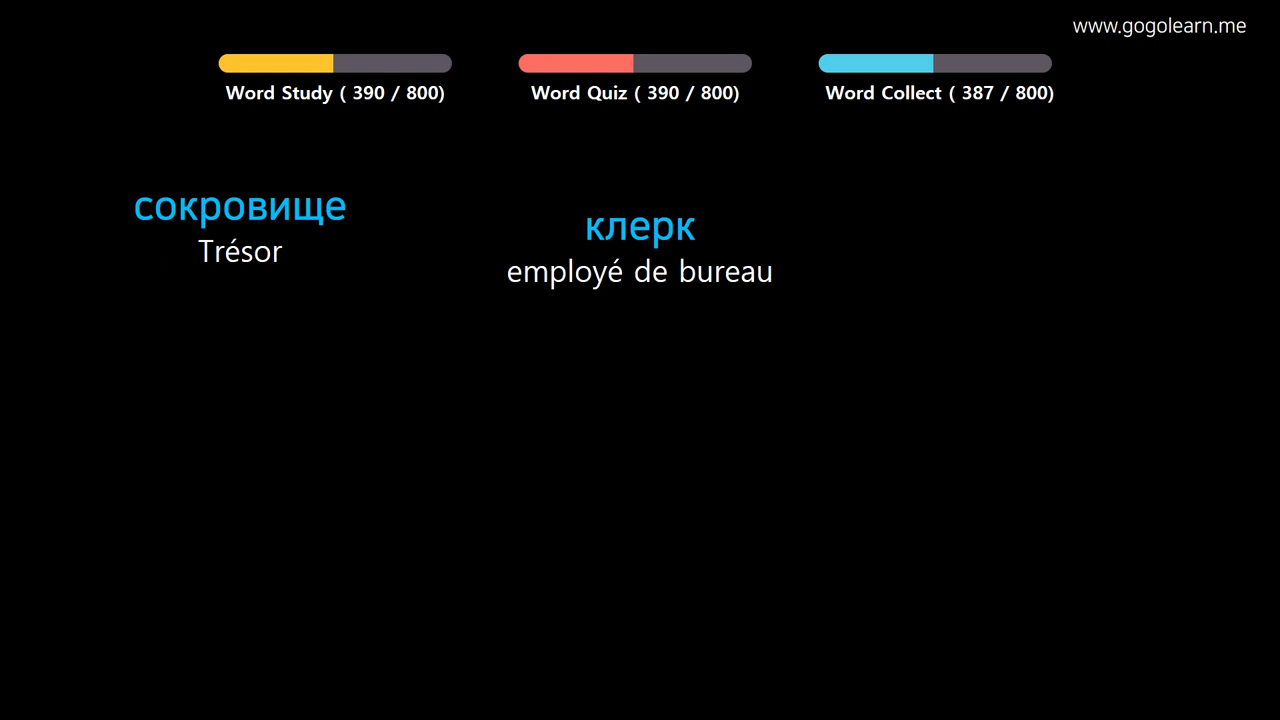 www.gogolearn.me
Word Study ( 390 / 800)
Word Quiz ( 390 / 800)
Word Collect ( 387 / 800)
сокровище
Trésor
клерк
employé de bureau